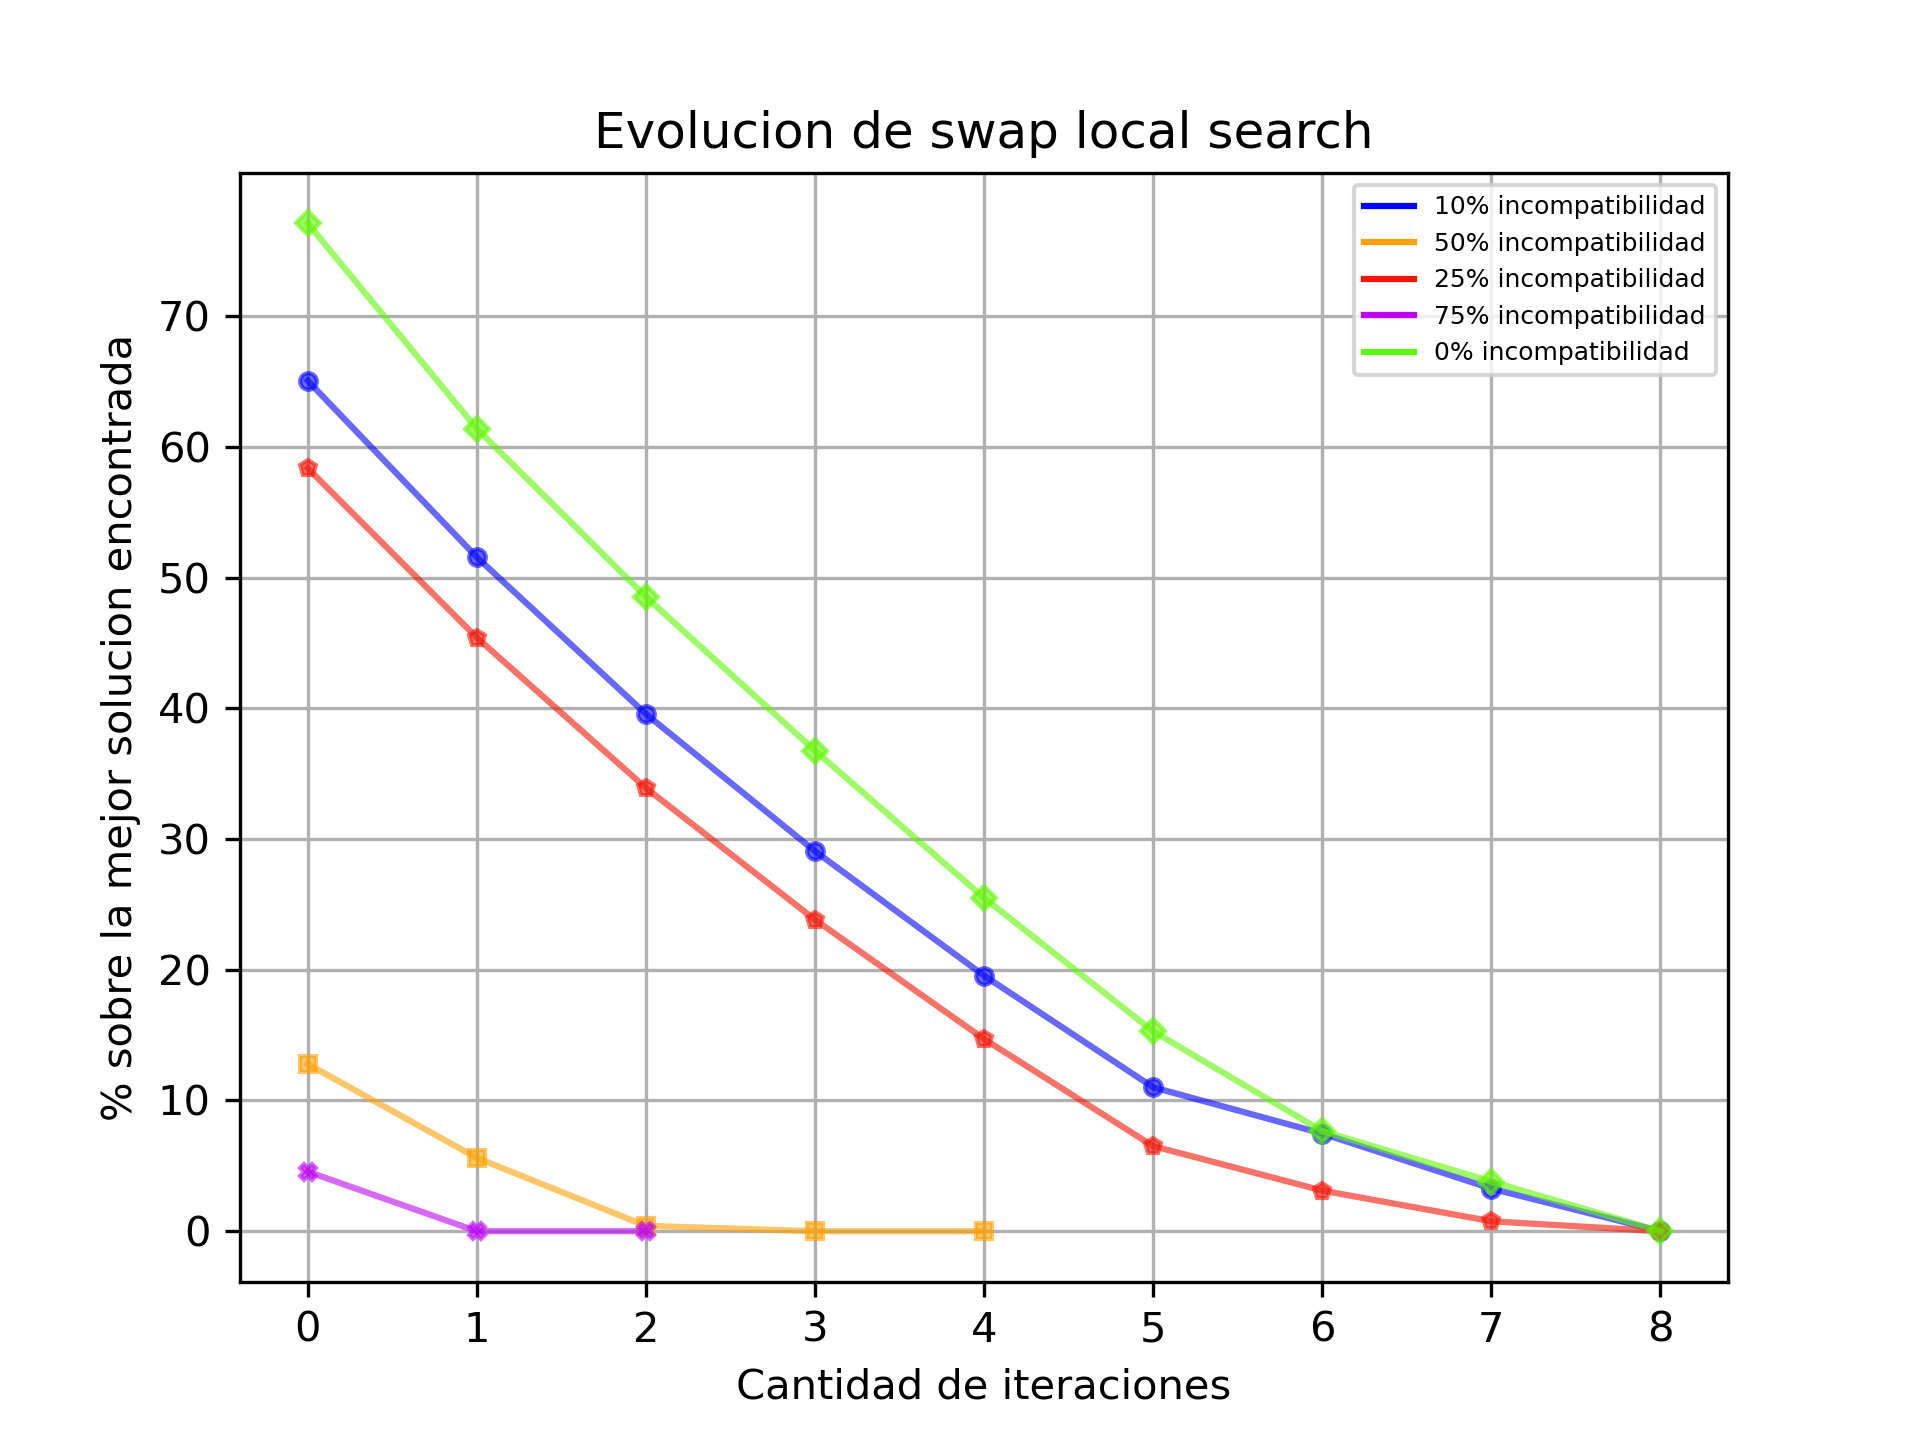 Evolucion de swap local search
10% incompatibilidad
50% incompatibilidad
25% incompatibilidad
75% incompatibilidad
0% incompatibilidad
% sobre la mejor solucion encontrada
70
60
50
40
30
20
10
0
0 1 2 3 4 5 6 7 8
Cantidad de iteraciones